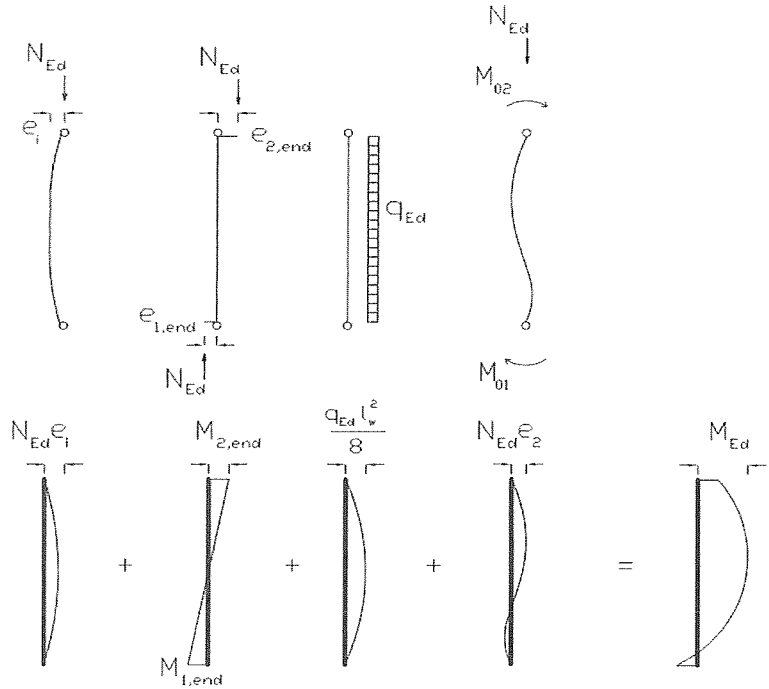 N_Ed N_Ed N_Ed
M_02
e_i e_2,end
q_Ed
e_1,end
N_Ed M_01
N_Ed e_i M_2,end q_Ed l_w^2 / 8 N_Ed e_2 M_Ed
+ + + =
M_1,end